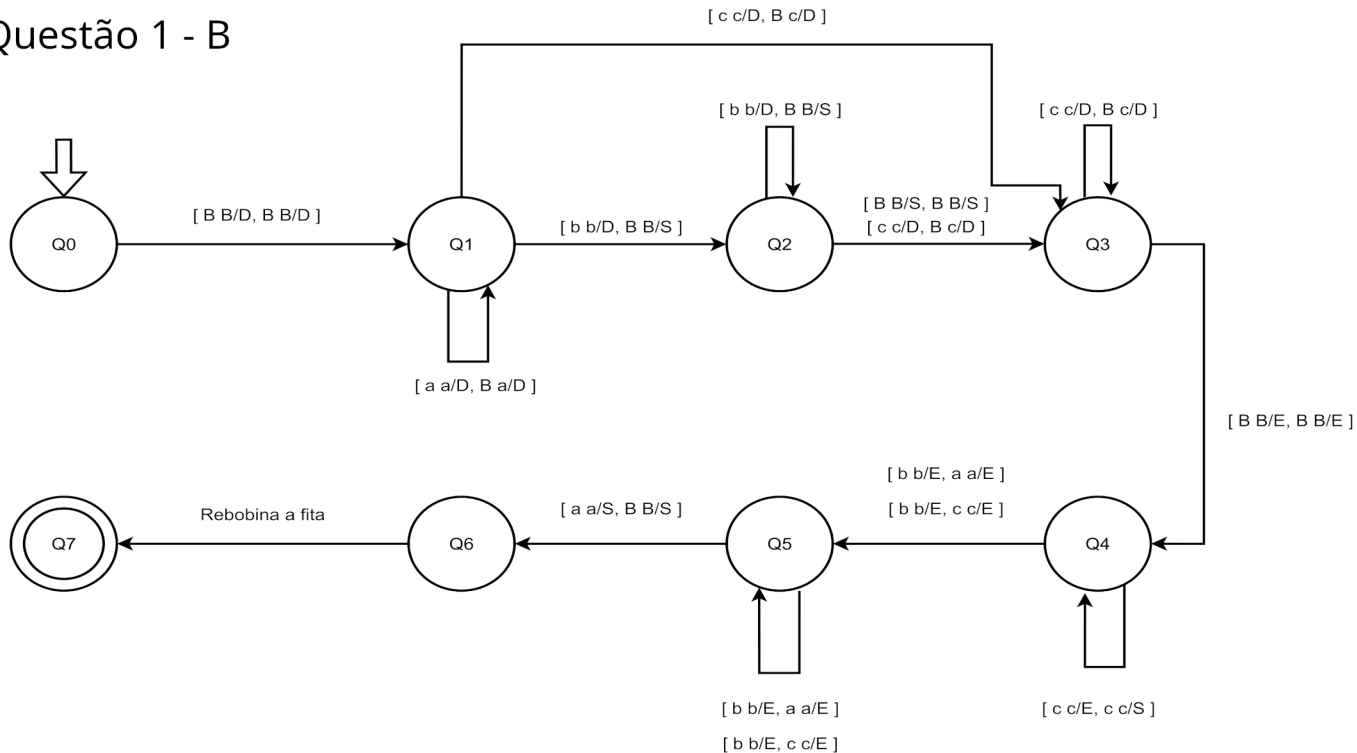 [ c c/D, B c/D ]
Questão 1 - B
[ b b/D, B B/S ]
[ c c/D, B c/D ]
[ B B/D, B B/D ]
[ b b/D, B B/S ]
[ B B/S, B B/S ]
[ c c/D, B c/D ]
Q0
Q1
Q2
Q3
[ a a/D, B a/D ]
[ B B/E, B B/E ]
[ b b/E, a a/E ]
[ b b/E, c c/E ]
Rebobina a fita
[ a a/S, B B/S ]
Q7
Q6
Q5
Q4
[ b b/E, a a/E ]
[ b b/E, c c/E ]
[ c c/E, c c/S ]